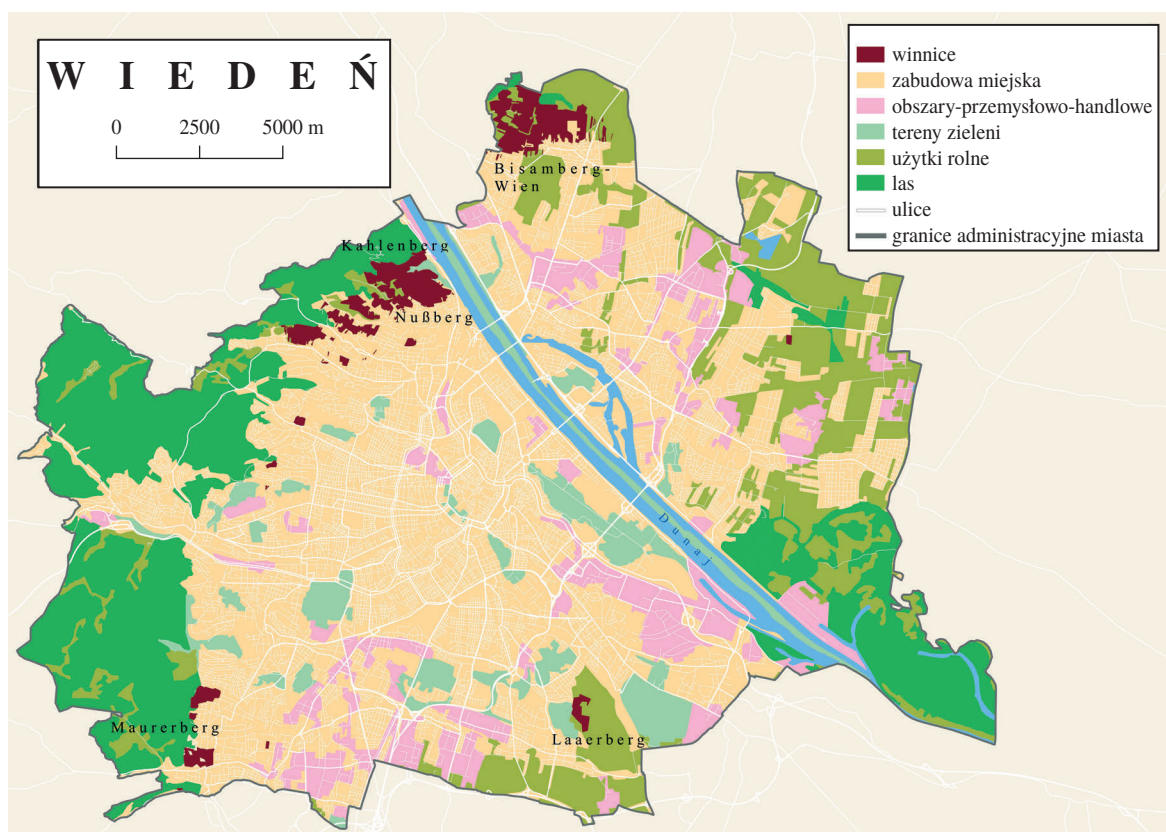 W I E D E Ń
0 2500 5000 m
winnice
zabudowa miejska
obszary-przemysłowo-handlowe
tereny zieleni
użytki rolne
las
ulice
granice administracyjne miasta
Bisamberg-
Wien
Kahlenberg
Nußberg
Dunaj
Maurerberg
Laaerberg